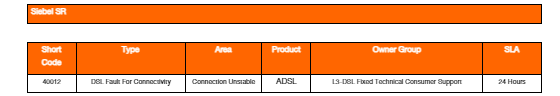 Siebel SR
Short Code Type Area Product Owner Group SLA
40012 DSL Fault For Connectivity Connection Unstable ADSL L3-DSL Fixed Technical Consumer Support 24 Hours